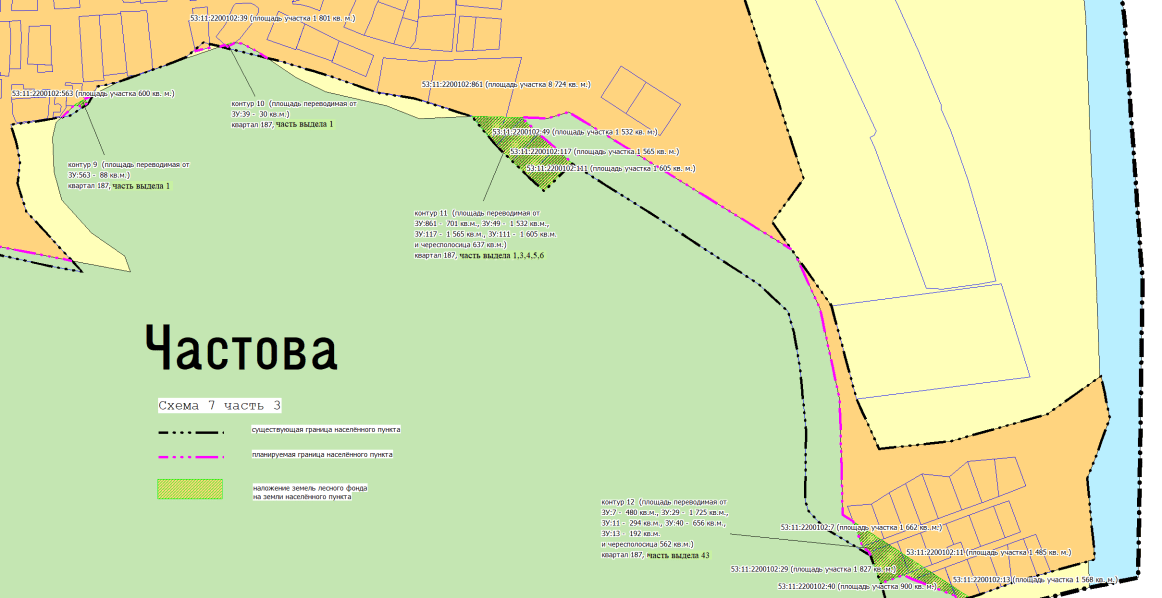 53:11:2200102:39 (площадь участка 1 801 кв. м.)
53:11:2200102:861 (площадь участка 8 724 кв. м.)
53:11:2200102:563 (площадь участка 600 кв. м.)
контур 10 (площадь переводимая от
ЗУ:39 - 30 кв.м.)
квартал 187, часть выдела 1
53:11:2200102:49 (площадь участка 1 532 кв. м.)
53:11:2200102:117 (площадь участка 1 565 кв. м.)
53:11:2200102:111 (площадь участка 1 605 кв. м.)
контур 9 (площадь переводимая от
ЗУ:563 - 88 кв.м.)
квартал 187, часть выдела 1
контур 11 (площадь переводимая от
ЗУ:861 - 701 кв.м., ЗУ:49 - 1 532 кв.м.,
ЗУ:117 - 1 565 кв.м., ЗУ:111 - 1 605 кв.м.
и чересполосица 637 кв.м.)
квартал 187, часть выдела 1,3,4,5,6
Частова
Схема 7 часть 3
существующая граница населённого пункта
планируемая граница населённого пункта
наложение земель лесного фонда
на земли населённого пункта
контур 12 (площадь переводимая от
ЗУ:7 - 480 кв.м., ЗУ:29 - 1 725 кв.м.,
ЗУ:11 - 294 кв.м., ЗУ:40 - 656 кв.м.,
ЗУ:13 - 192 кв.м.
и чересполосица 562 кв.м.)
квартал 187, часть выдела 43
53:11:2200102:7 (площадь участка 1 662 кв. м.)
53:11:2200102:11 (площадь участка 1 485 кв. м.)
53:11:2200102:29 (площадь участка 1 827 кв. м.)
53:11:2200102:13 (площадь участка 1 568 кв. м.)
53:11:2200102:40 (площадь участка 900 кв. м.)